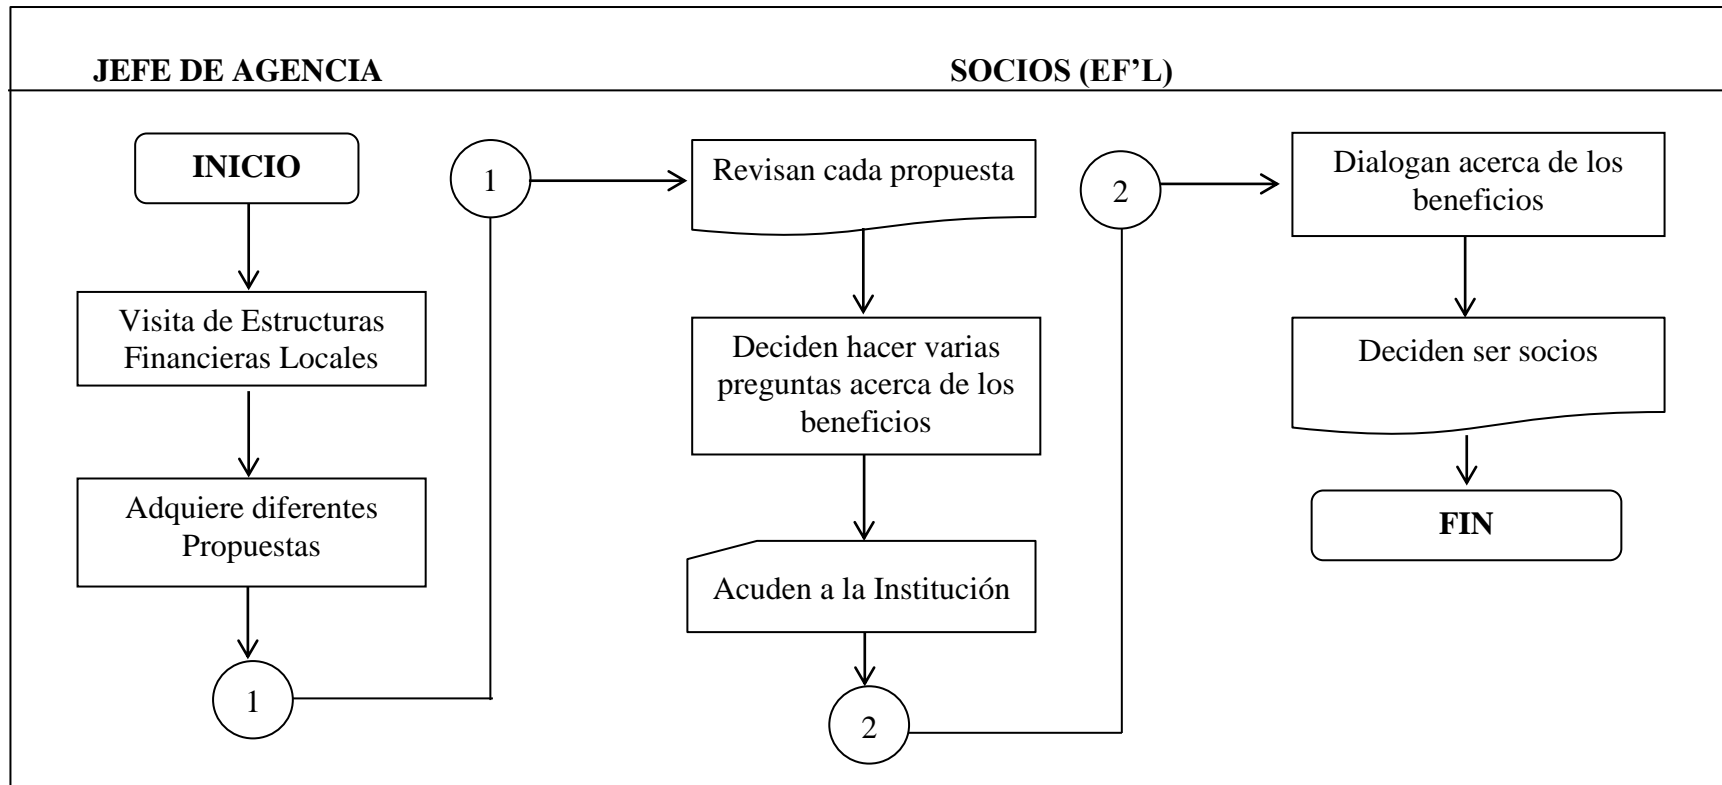 JEFE DE AGENCIA
SOCIOS (EF’L)
INICIO
Visita de Estructuras
Financieras Locales
Adquiere diferentes
Propuestas
1
1
Revisan cada propuesta
Deciden hacer varias
preguntas acerca de los
beneficios
Acuden a la Institución
2
2
Dialogan acerca de los
beneficios
Deciden ser socios
FIN